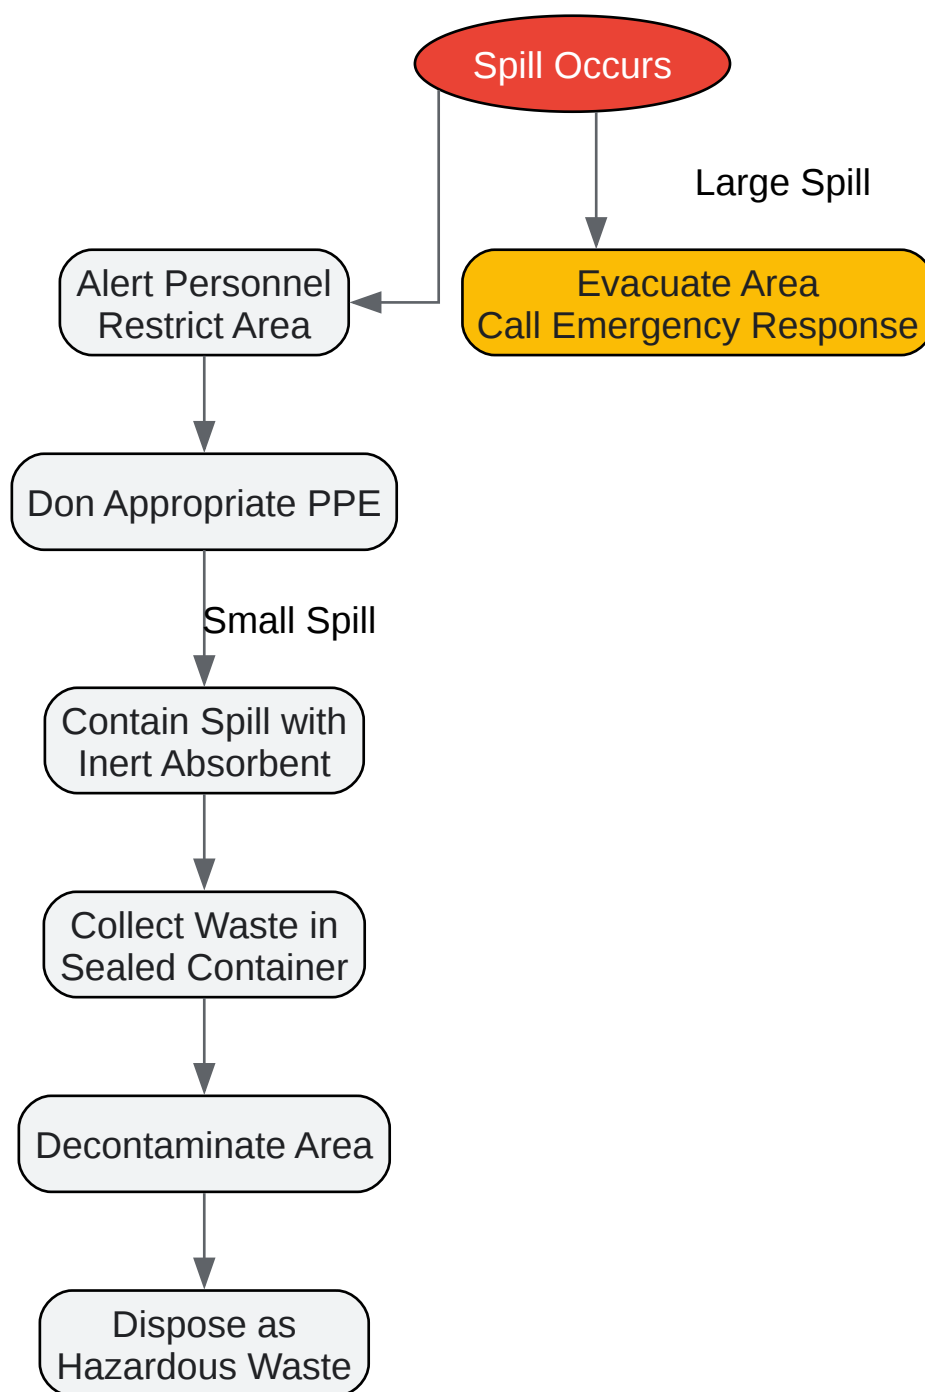 Spill Occurs
Large Spill
Alert Personnel
Restrict Area
Evacuate Area
Call Emergency Response
Don Appropriate PPE
Small Spill
Contain Spill with
Inert Absorbent
Collect Waste in
Sealed Container
Decontaminate Area
Dispose as
Hazardous Waste